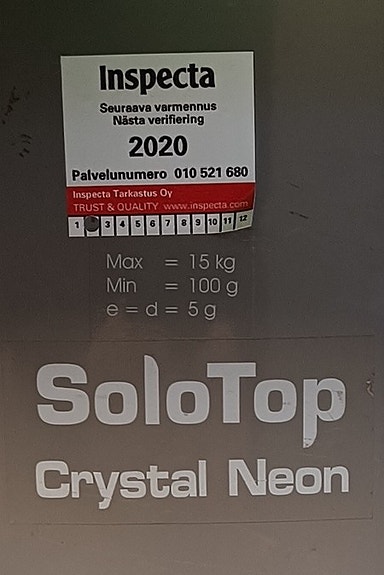 Inspecta
Seuraava varmennus
Nästa verifiering
2020
Palvelunumero 010 521 680
Inspecta Tarkastus Oy
TRUST & QUALITY www.inspecta.com
1 3 4 5 6 7 8 9 10 11 12
Max = 15 kg
Min = 100 g
e = d = 5 g
SoloTop
Crystal Neon